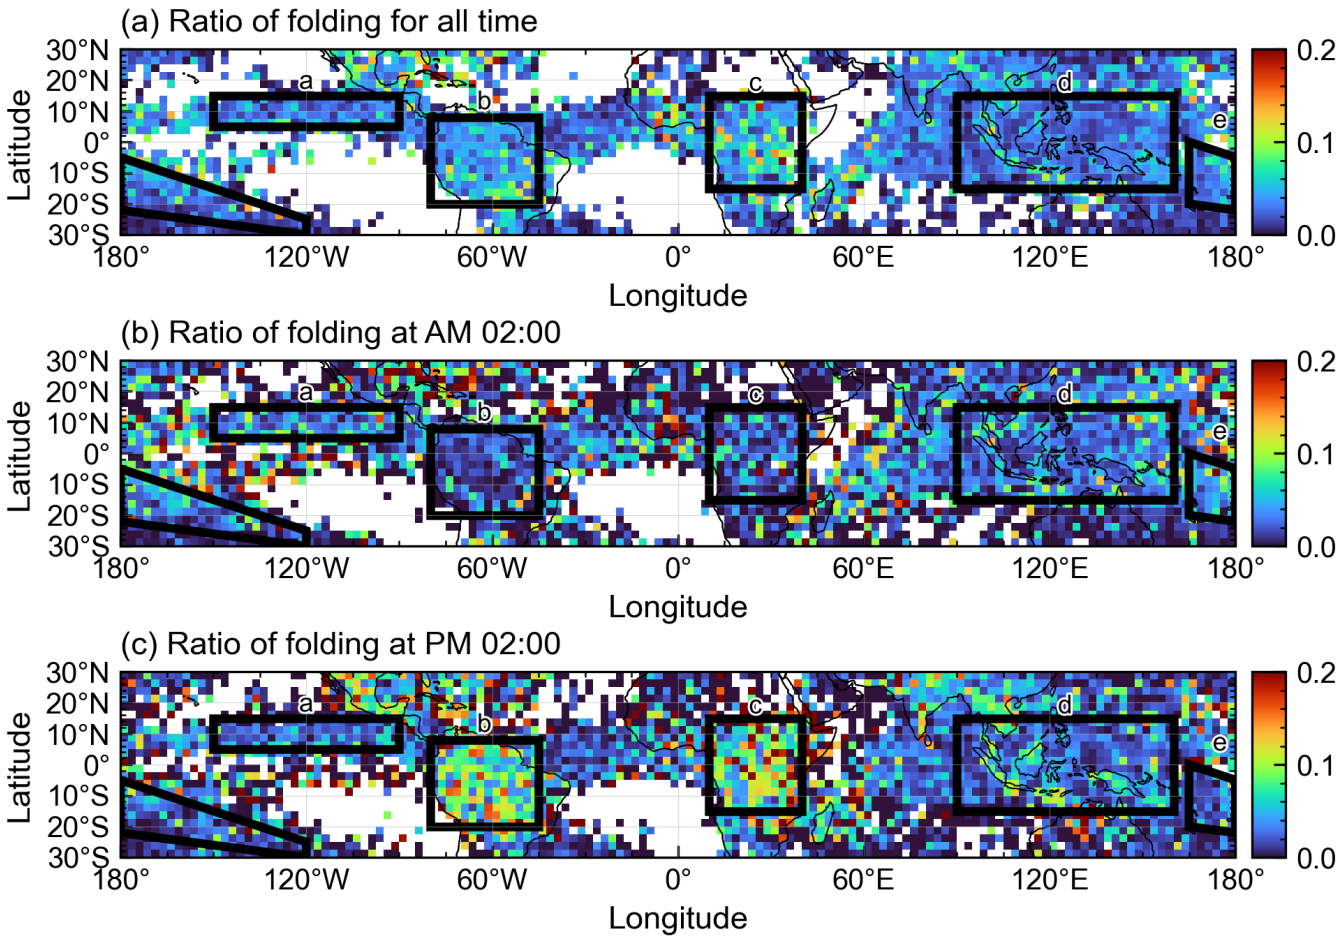 (a) Ratio of folding for all time
30°N
20°N
10°N
0°
10°S
20°S
30°S
Latitude
a
b
c
d
e
0.2
0.1
0.0
180°
120°W
60°W
0°
60°E
120°E
180°
Longitude
(b) Ratio of folding at AM 02:00
30°N
20°N
10°N
0°
10°S
20°S
30°S
Latitude
a
b
c
d
e
0.2
0.1
0.0
180°
120°W
60°W
0°
60°E
120°E
180°
Longitude
(c) Ratio of folding at PM 02:00
30°N
20°N
10°N
0°
10°S
20°S
30°S
Latitude
a
b
c
d
e
0.2
0.1
0.0
180°
120°W
60°W
0°
60°E
120°E
180°
Longitude